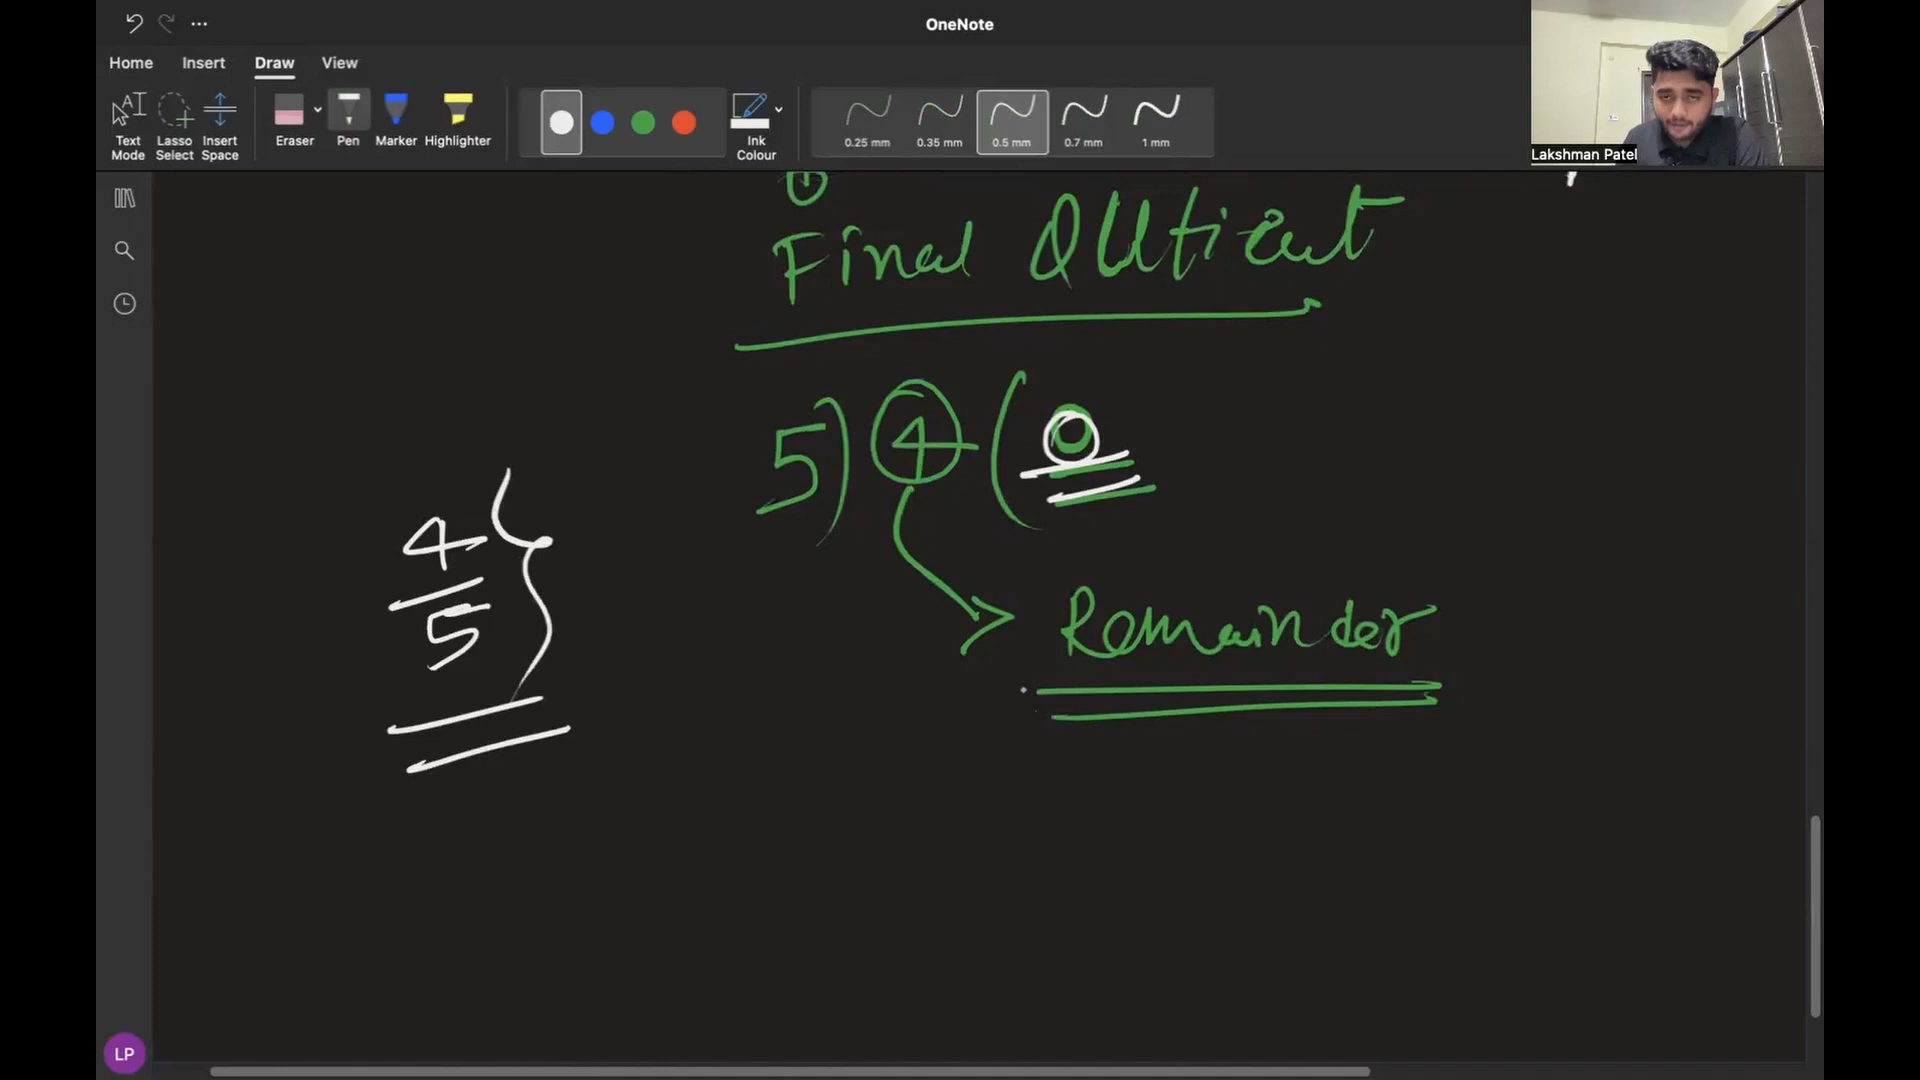 OneNote
Home Insert Draw View
Text Mode
Lasso Select
Insert Space
Eraser
Pen
Marker
Highlighter
Ink Colour
0.25 mm
0.35 mm
0.5 mm
0.7 mm
1 mm
Lakshman Patel
Final QUtient
5) 4 ( 0
4
5
Remainder
LP